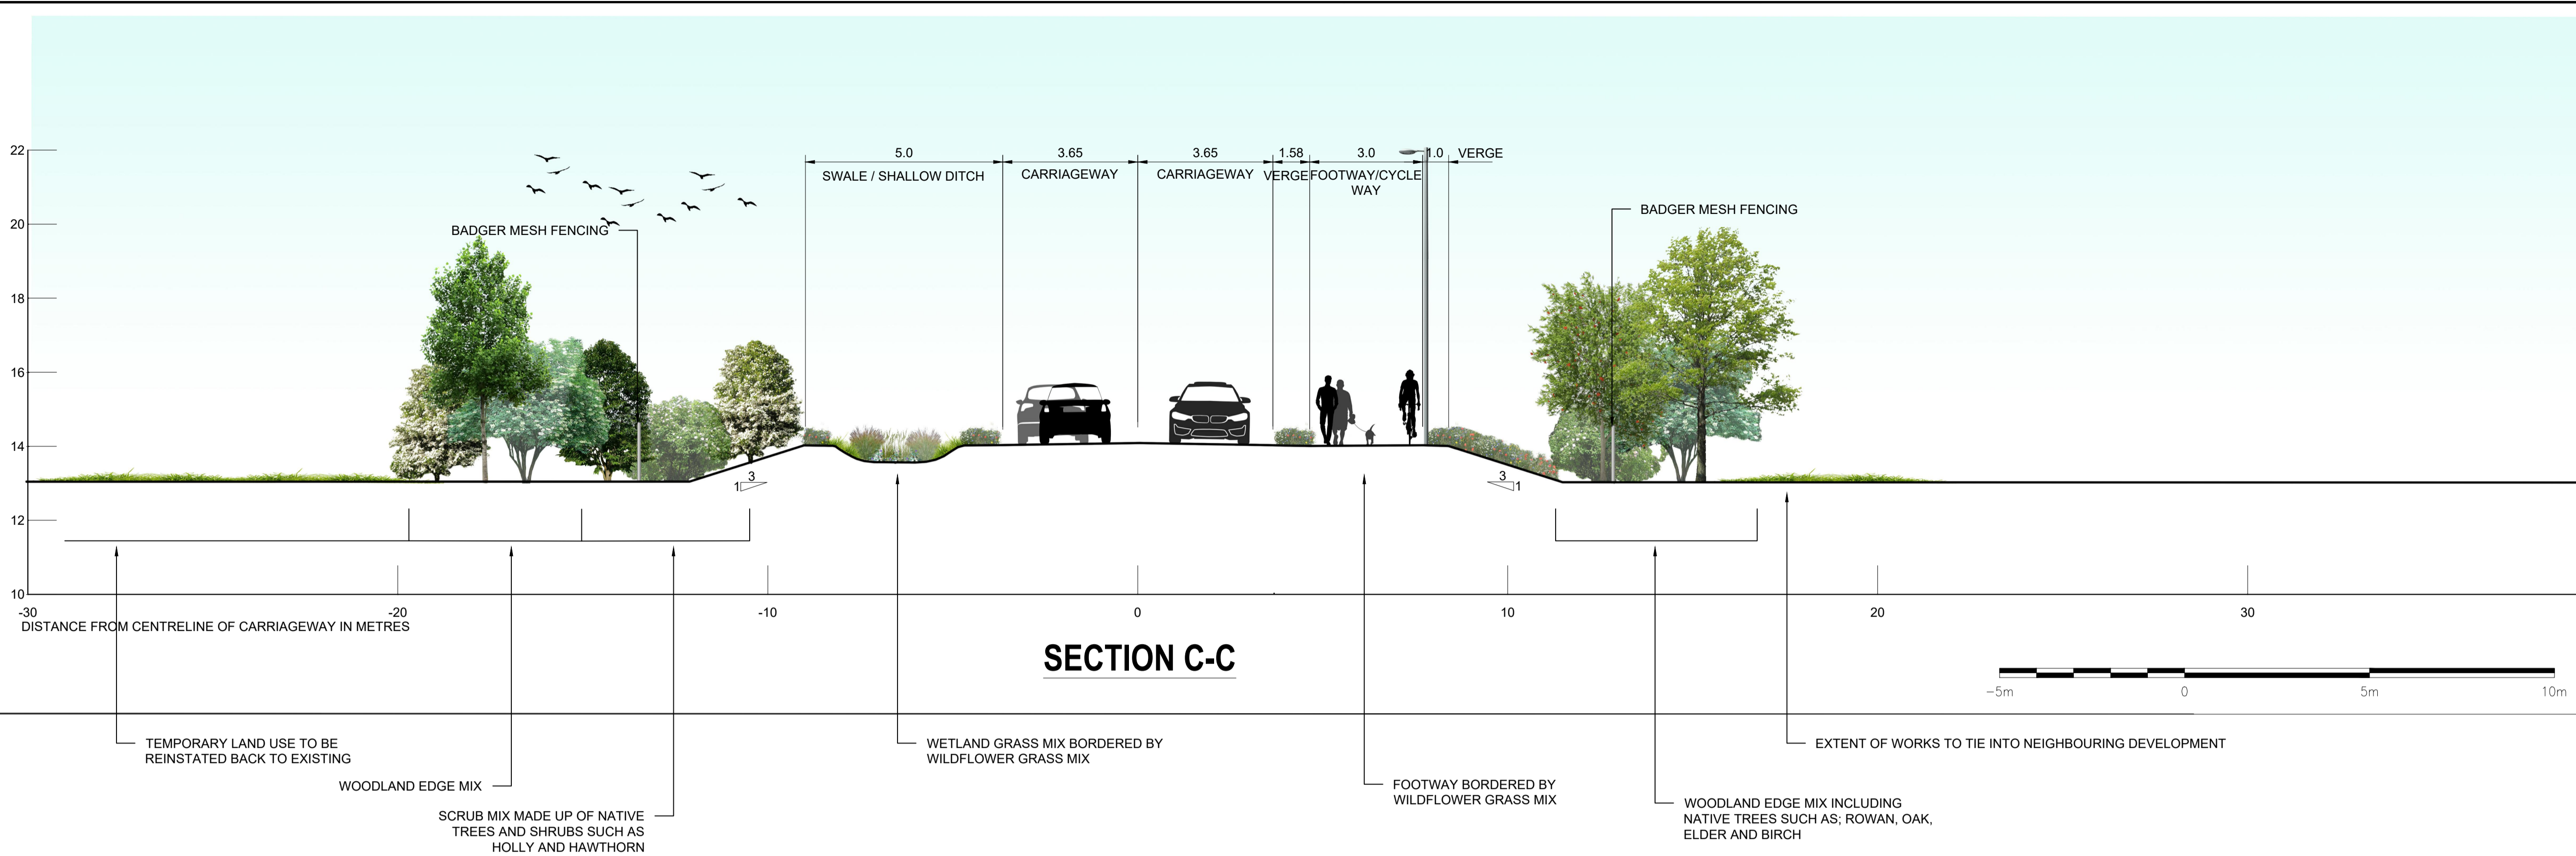 22
20
18
16
14
12
10
5.0
3.65
3.65
1.58
3.0
1.0
VERGE
SWALE / SHALLOW DITCH
CARRIAGEWAY
CARRIAGEWAY
VERGE
FOOTWAY/CYCLE
WAY
BADGER MESH FENCING
BADGER MESH FENCING
3
1
3
1
-30
-20
-10
0
10
20
30
DISTANCE FROM CENTRELINE OF CARRIAGEWAY IN METRES
SECTION C-C
-5m
0
5m
10m
TEMPORARY LAND USE TO BE
REINSTATED BACK TO EXISTING
WOODLAND EDGE MIX
SCRUB MIX MADE UP OF NATIVE
TREES AND SHRUBS SUCH AS
HOLLY AND HAWTHORN
WETLAND GRASS MIX BORDERED BY
WILDFLOWER GRASS MIX
FOOTWAY BORDERED BY
WILDFLOWER GRASS MIX
WOODLAND EDGE MIX INCLUDING
NATIVE TREES SUCH AS; ROWAN, OAK,
ELDER AND BIRCH
EXTENT OF WORKS TO TIE INTO NEIGHBOURING DEVELOPMENT